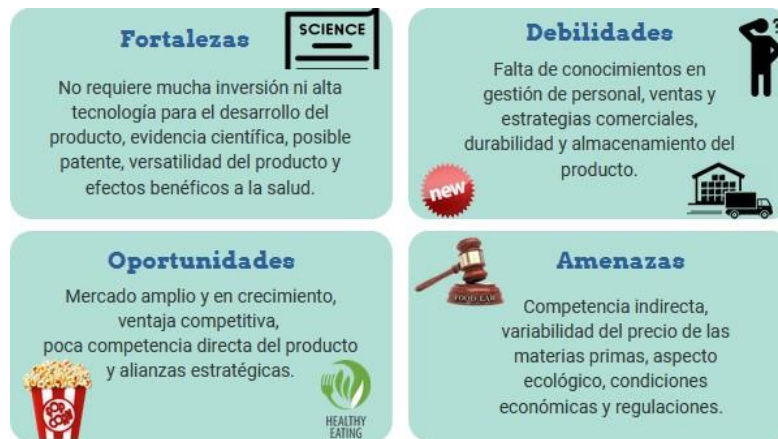 Fortalezas
SCIENCE
No requiere mucha inversión ni alta
tecnología para el desarrollo del
producto, evidencia científica, posible
patente, versatilidad del producto y
efectos benéficos a la salud.
Debilidades
?
Falta de conocimientos en
gestión de personal, ventas y
estrategias comerciales,
durabilidad y almacenamiento del
producto.
new
Oportunidades
Mercado amplio y en crecimiento,
ventaja competitiva,
poca competencia directa del producto
y alianzas estratégicas.
POP
CORN
HEALTHY
EATING
Amenazas
FOOD LAW
Competencia indirecta,
variabilidad del precio de las
materias primas, aspecto
ecológico, condiciones
económicas y regulaciones.